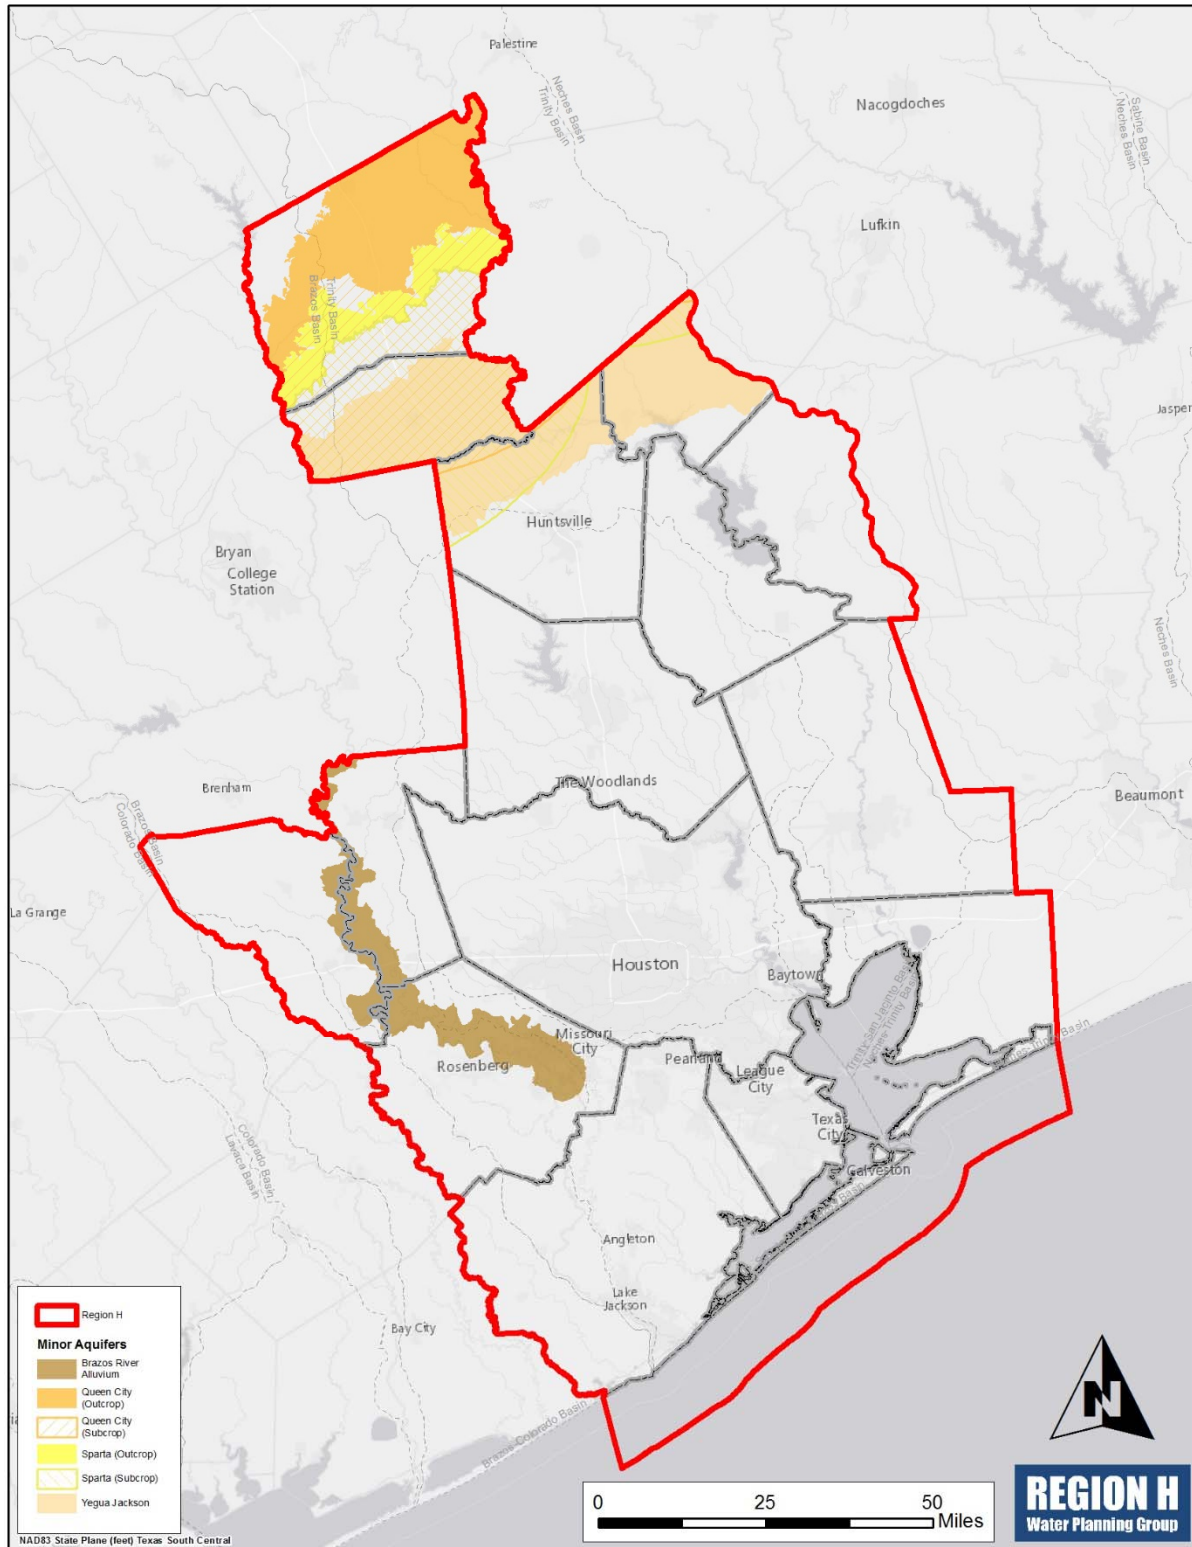 Palestine
Neches Basin
Trinity Basin
Nacogdoches
Sabine Basin
Neches Basin
Lufkin
Trinity Basin
Brazos Basin
Jasper
Huntsville
Bryan
College
Station
Neches Basin
The Woodlands
Brenham
Beaumont
Brazos Basin
Colorado Basin
La Grange
Houston
Baytown
Neches-Trinity Basin
Missouri
City
Pearland
Rosenberg
League
City
Texas
City
Galveston
Colorado Basin
Lavaca Basin
Angleton
Lake
Jackson
Bay City
Brazos-Colorado Basin
Region H
Minor Aquifers
Brazos River
Alluvium
Queen City
(Outcrop)
Queen City
(Subcrop)
Sparta (Outcrop)
Sparta (Subcrop)
Yegua Jackson
NAD83 State Plane (feet) Texas South Central
N
0 25 50
Miles
REGION H
Water Planning Group